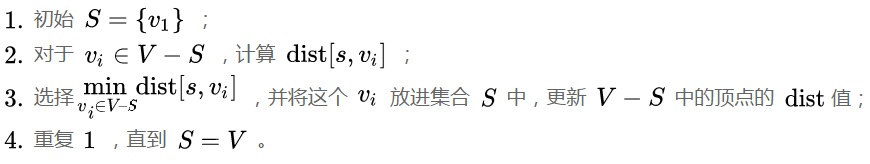 1. 初始 S = {v₁} ；
2. 对于 vᵢ ∈ V − S ，计算 dist[s, vᵢ] ；
3. 选择 min_{vᵢ∈V–S} dist[s, vᵢ] ，并将这个 vᵢ 放进集合 S 中，更新 V − S 中的顶点的 dist 值；
4. 重复 1 ，直到 S = V 。